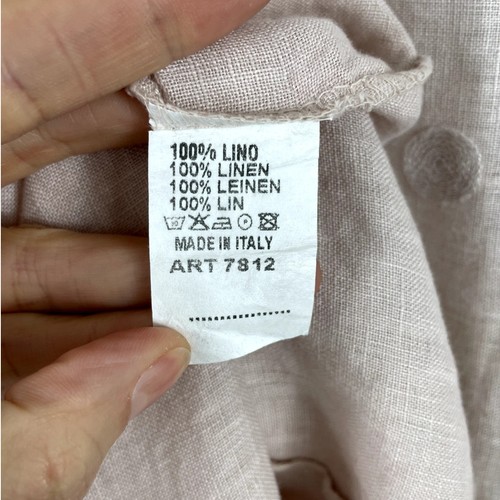 100% LINO
100% LINEN
100% LEINEN
100% LIN
MADE IN ITALY
ART 7812